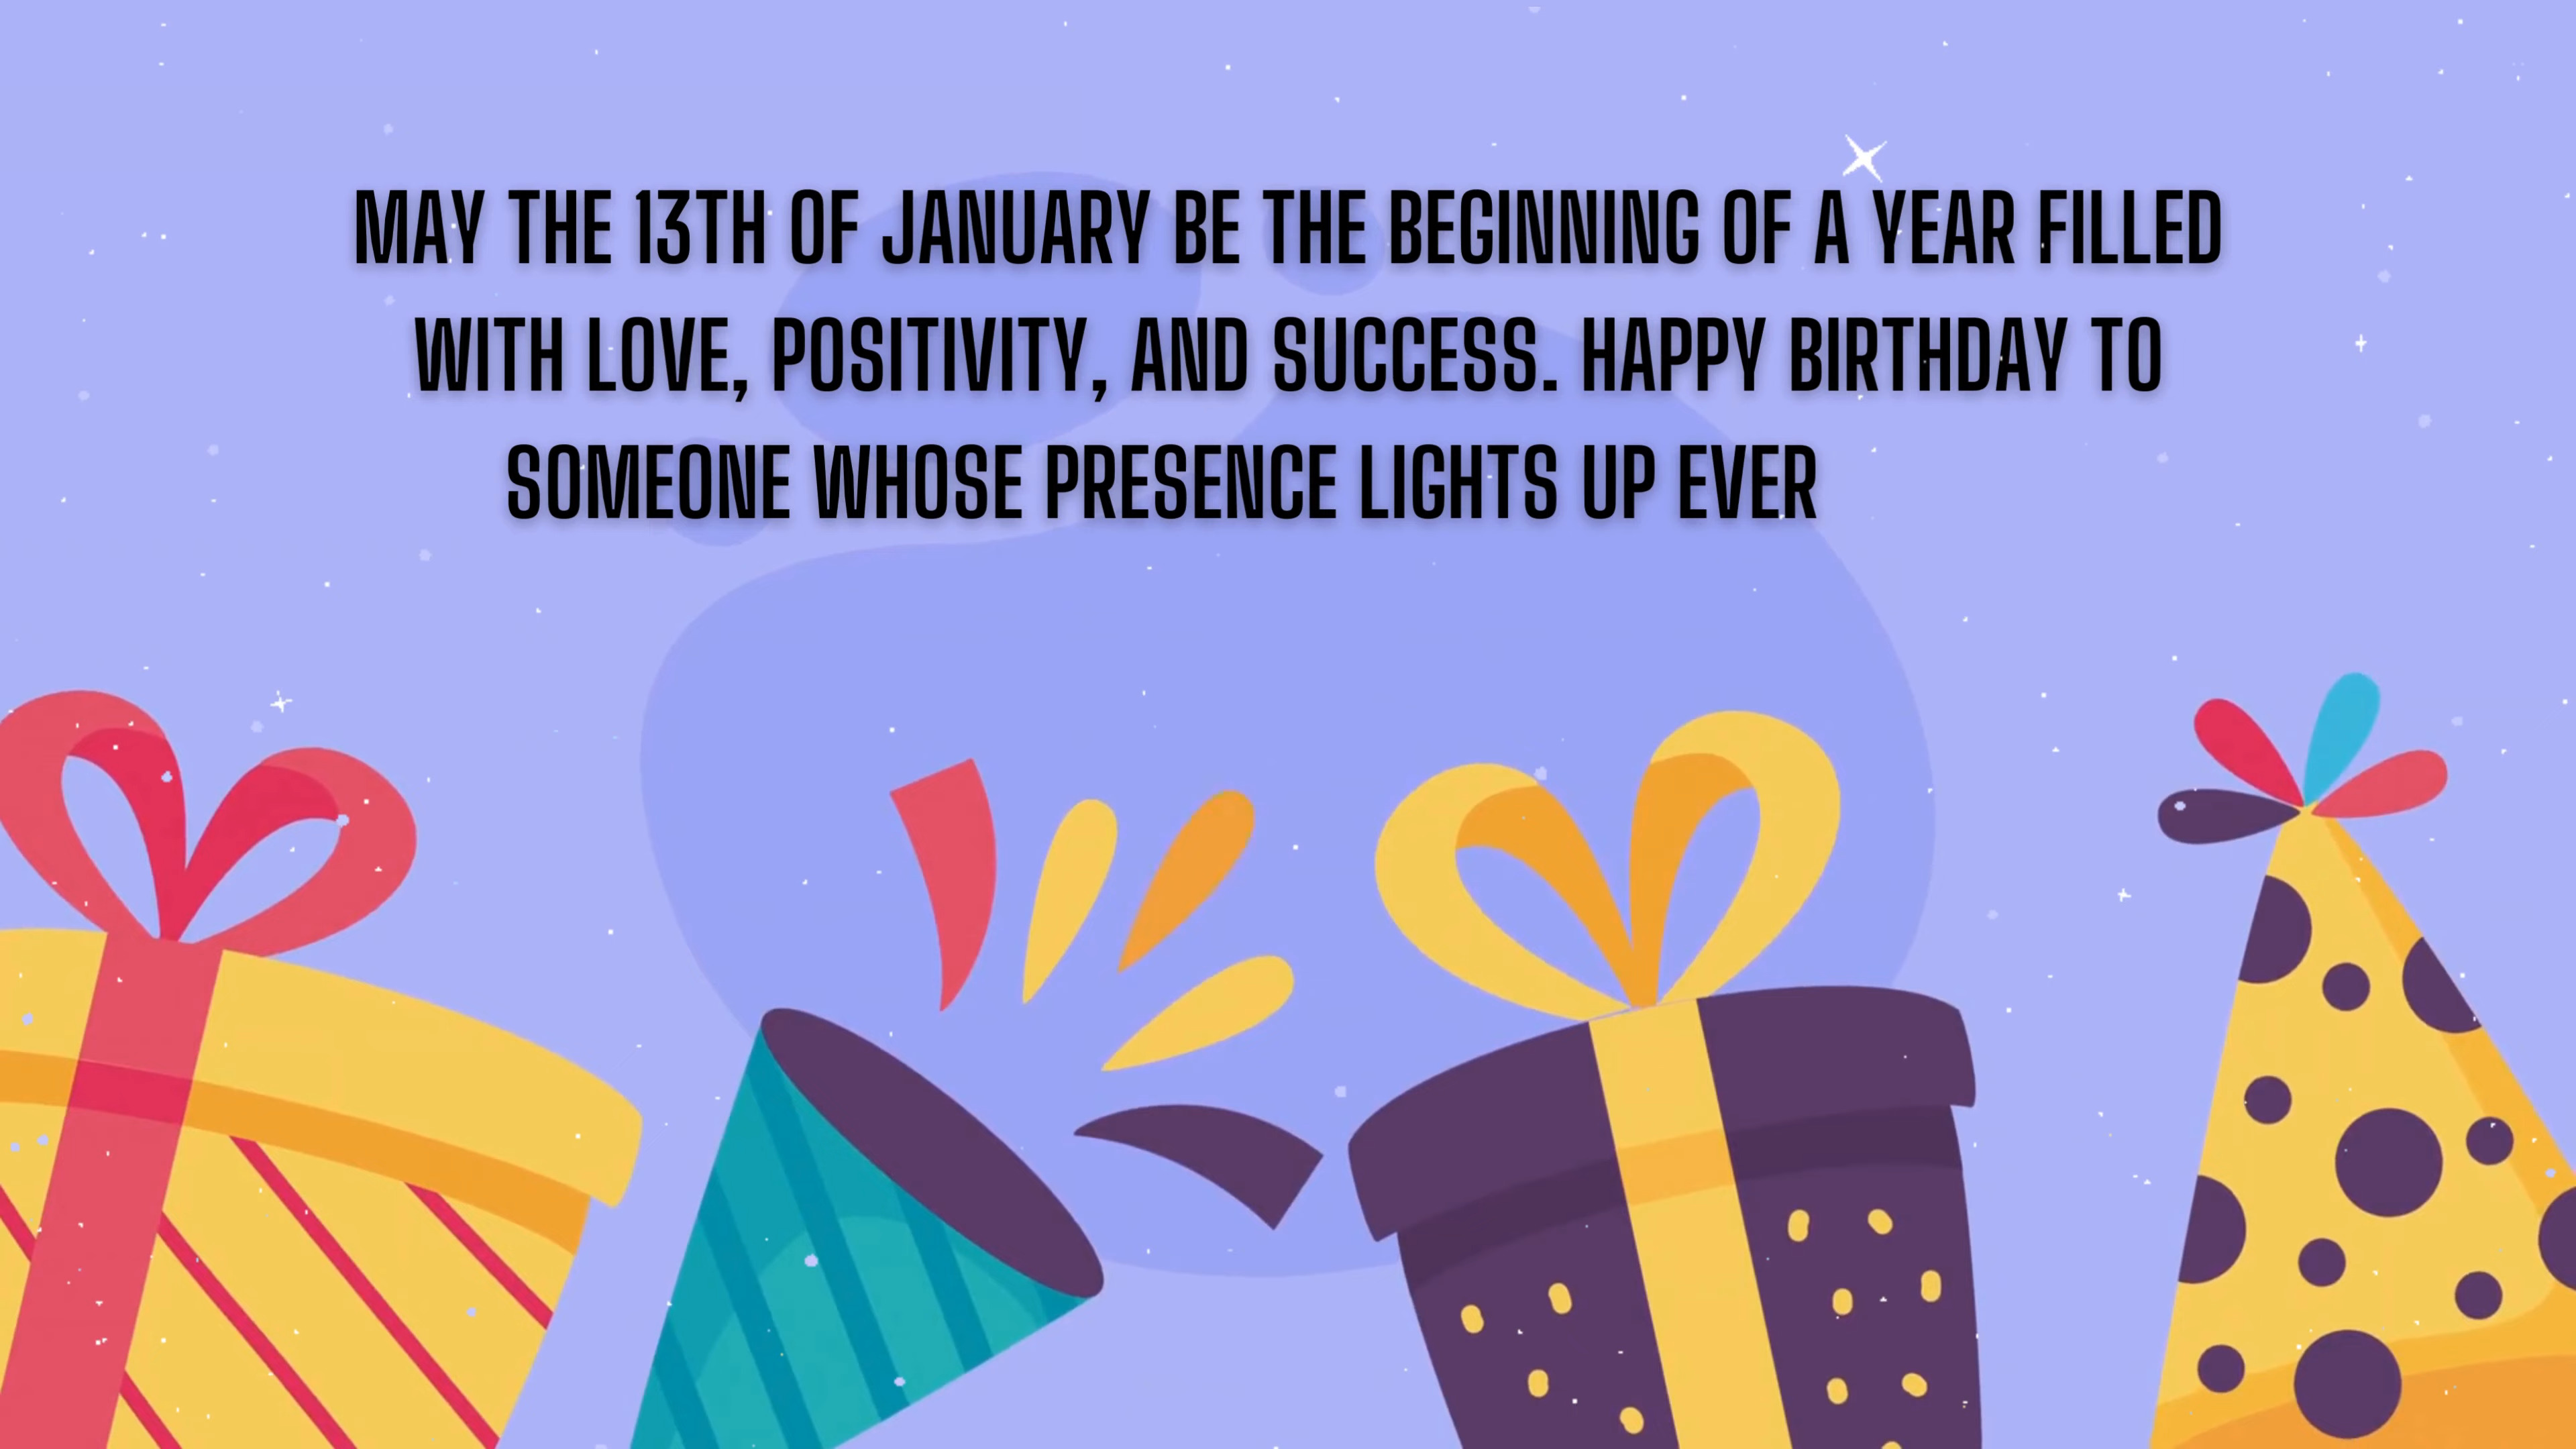 MAY THE 13TH OF JANUARY BE THE BEGINNING OF A YEAR FILLED
WITH LOVE, POSITIVITY, AND SUCCESS. HAPPY BIRTHDAY TO
SOMEONE WHOSE PRESENCE LIGHTS UP EVER